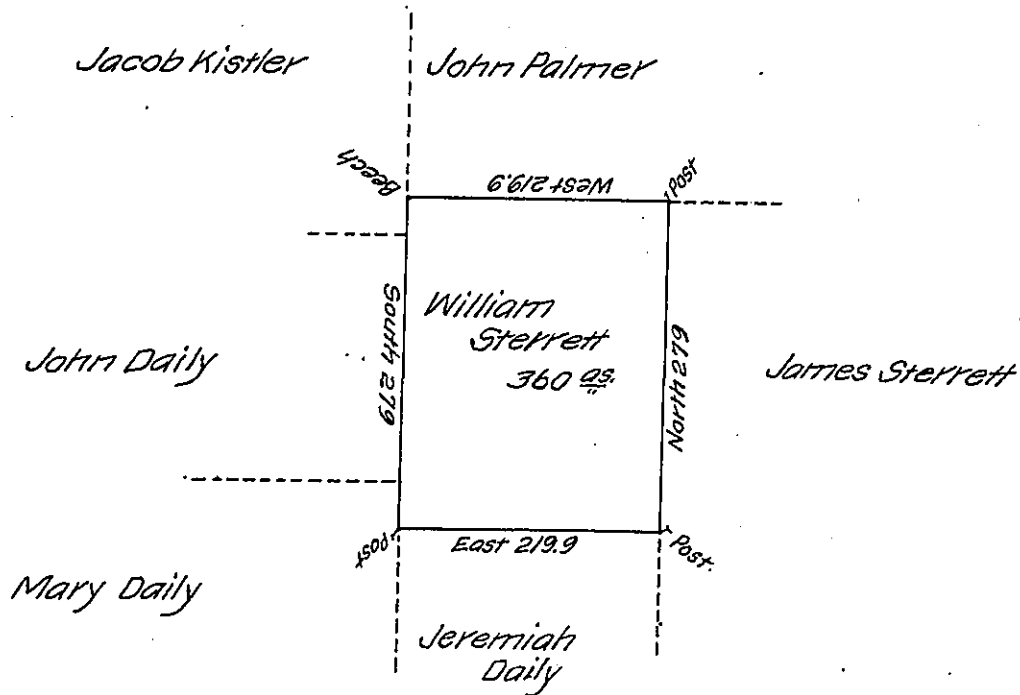 Jacob Kistler
John Palmer
Beech
West 219.9
Post
South 279
William
Sterrett
360 as.
North 279
John Daily
James Sterrett
Post
East 219.9
Post.
Mary Daily
Jeremiah
Daily